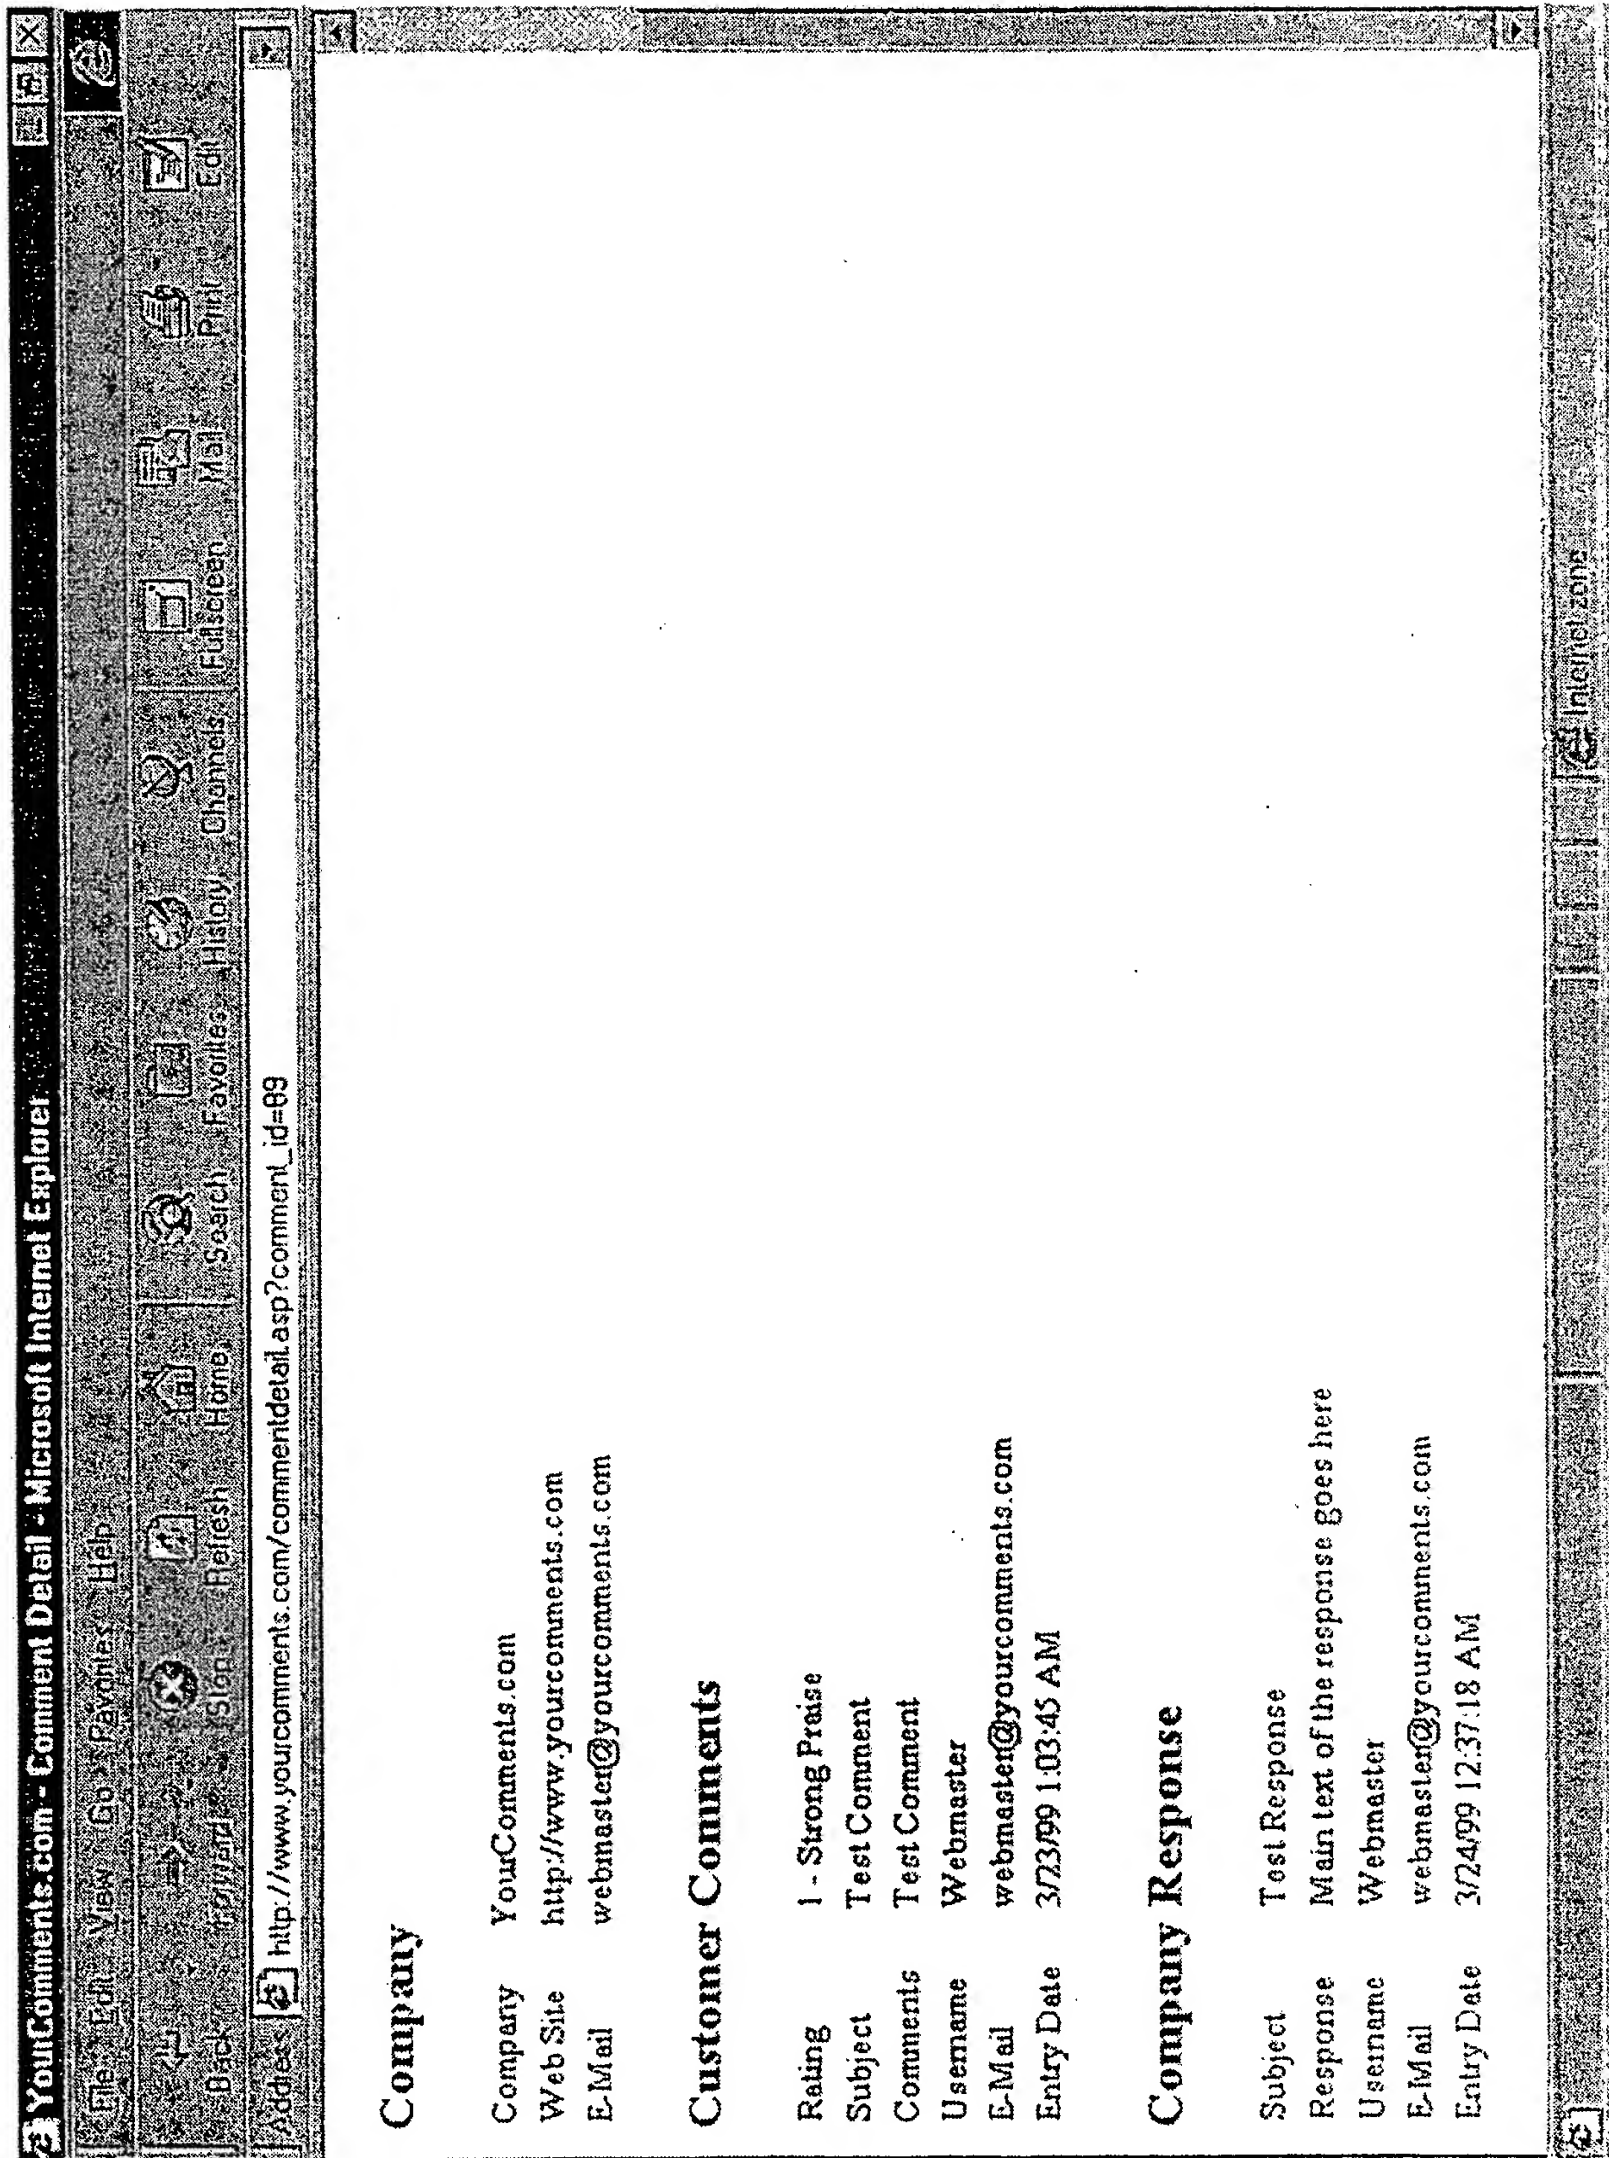 YourComments.com - Comment Detail - Microsoft Internet Explorer
File Edit View Go Favorites Help
Back Forward Stop Refresh Home Search Favorites History Channels Fullscreen Mail Print Edit
Address http://www.yourcomments.com/commentdetail.asp?comment_id=89
Company
Company YourComments.com
Web Site http://www.yourcomments.com
E-Mail webmaster@yourcomments.com
Customer Comments
Rating 1 - Strong Praise
Subject Test Comment
Comments Test Comment
Username Webmaster
E-Mail webmaster@yourcomments.com
Entry Date 3/23/99 1:03:45 AM
Company Response
Subject Test Response
Response Main text of the response goes here
Username Webmaster
E-Mail webmaster@yourcomments.com
Entry Date 3/24/99 12:37:18 AM
Internet zone